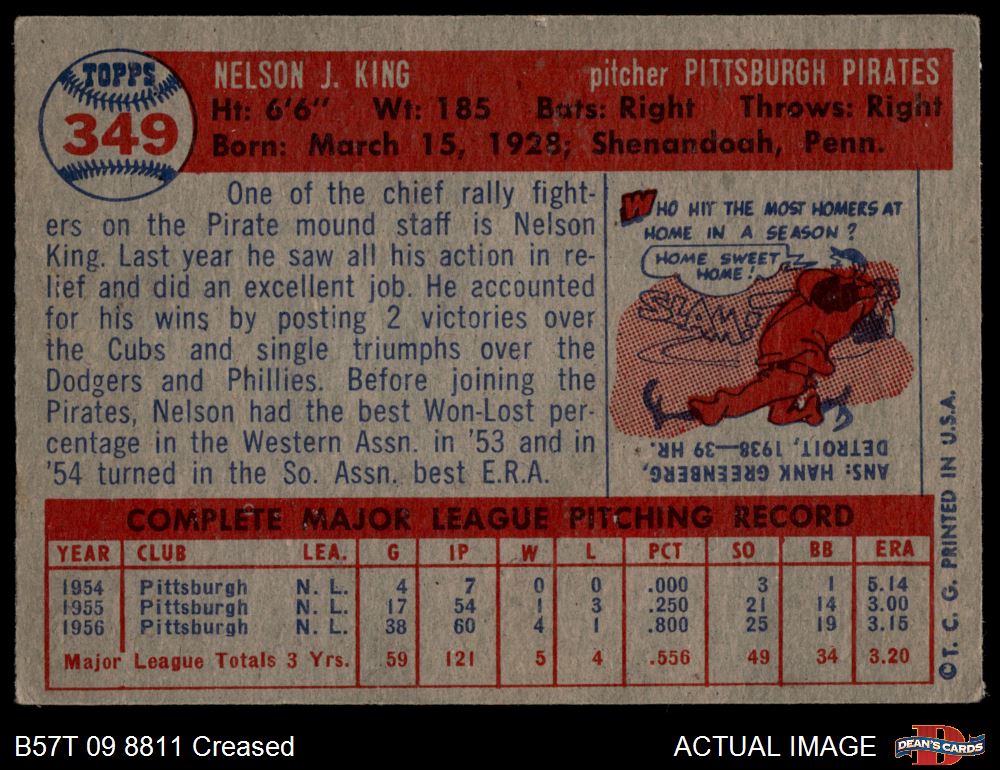 TOPPS
349
NELSON J. KING pitcher PITTSBURGH PIRATES
Ht: 6'6" Wt: 185 Bats: Right Throws: Right
Born: March 15, 1928; Shenandoah, Penn.
One of the chief rally fight-
ers on the Pirate mound staff is Nelson
King. Last year he saw all his action in re-
lief and did an excellent job. He accounted
for his wins by posting 2 victories over
the Cubs and single triumphs over the
Dodgers and Phillies. Before joining the
Pirates, Nelson had the best Won-Lost per-
centage in the Western Assn. in '53 and in
'54 turned in the So. Assn. best E.R.A.
WHO HIT THE MOST HOMERS AT
HOME IN A SEASON?
HOME SWEET
HOME!
SLAM!
ANS: HANK GREENBERG,
DETROIT, 1938—39 HR.
COMPLETE MAJOR LEAGUE PITCHING RECORD
YEAR CLUB LEA. G IP W L PCT SO BB ERA
1954 Pittsburgh N. L. 4 7 0 0 .000 3 1 5.14
1955 Pittsburgh N. L. 17 54 1 3 .250 21 14 3.00
1956 Pittsburgh N. L. 38 60 4 1 .800 25 19 3.15
Major League Totals 3 Yrs. 59 121 5 4 .556 49 34 3.20
©T. C. G. PRINTED IN U.S.A.
B57T 09 8811 Creased
ACTUAL IMAGE
DEAN'S CARDS